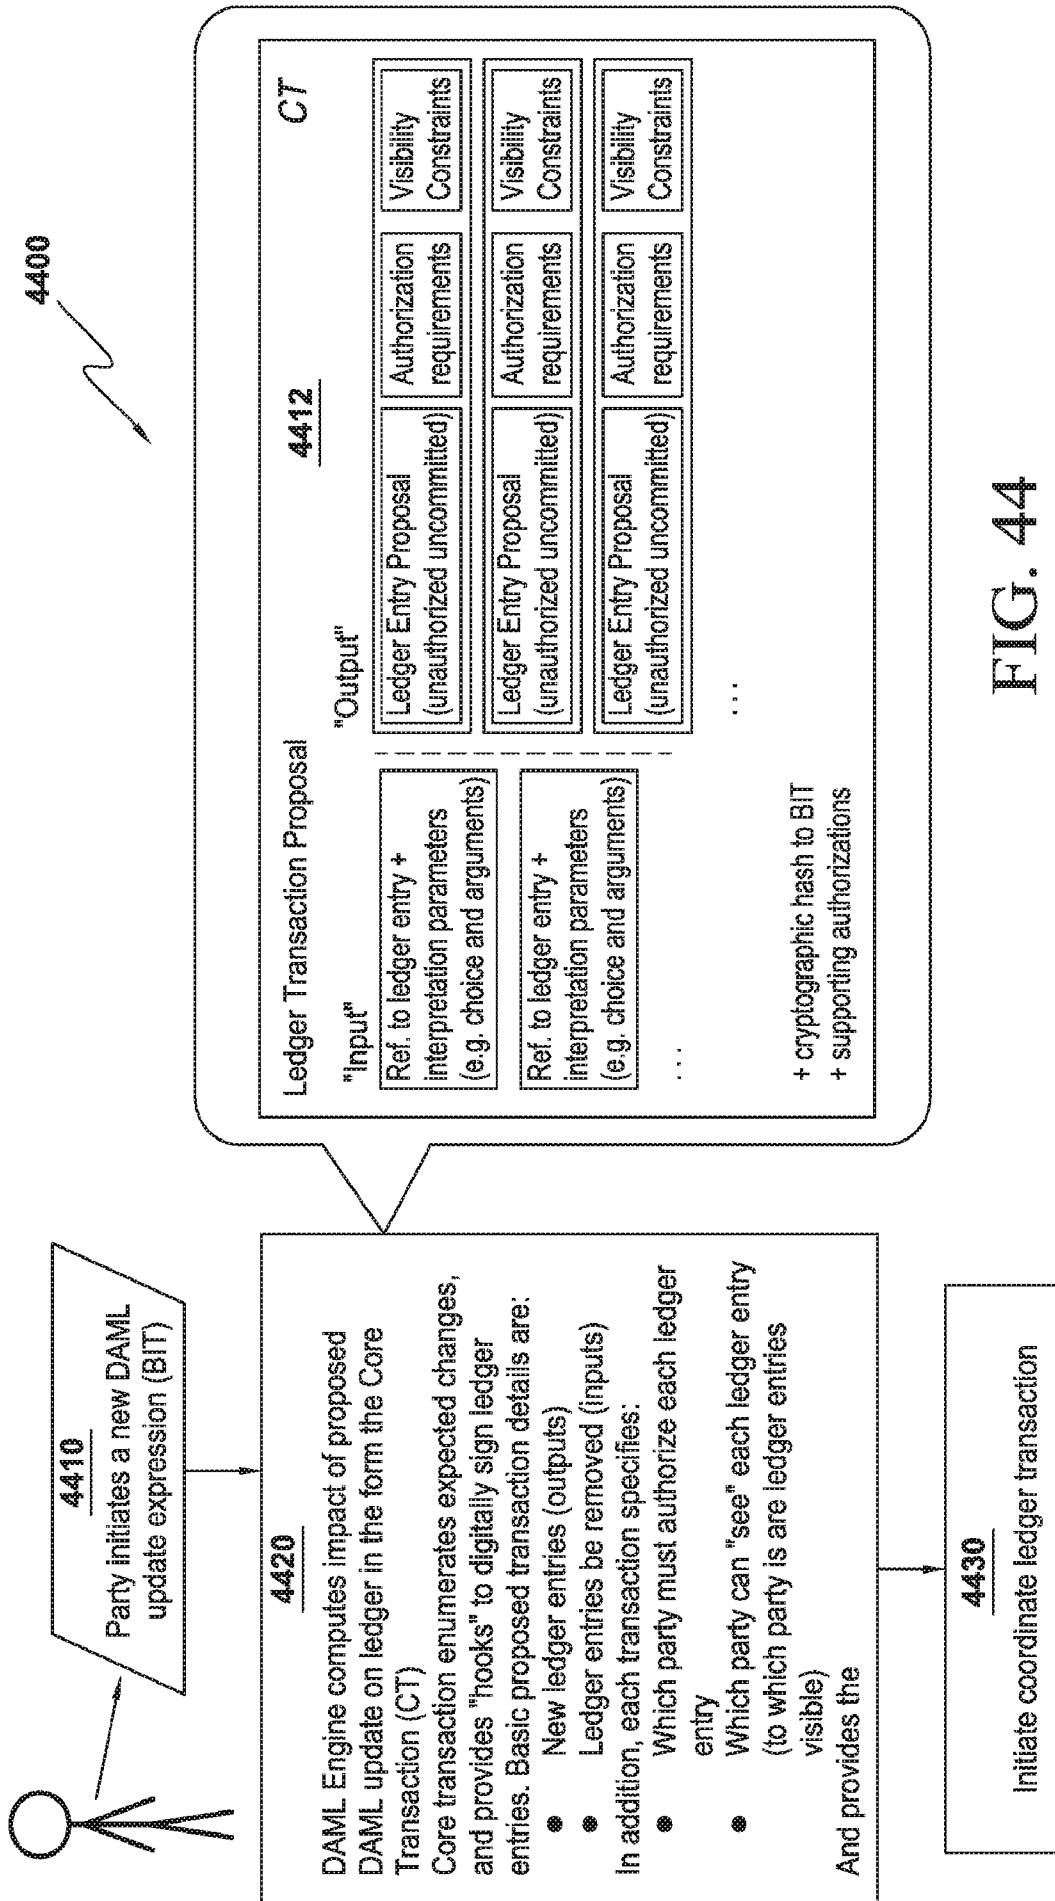 4400
4410
Party initiates a new DAML
update expression (BIT)
4420
DAML Engine computes impact of proposed
DAML update on ledger in the form the Core
Transaction (CT)
Core transaction enumerates expected changes,
and provides "hooks" to digitally sign ledger
entries. Basic proposed transaction details are:
● New ledger entries (outputs)
● Ledger entries be removed (inputs)
In addition, each transaction specifies:
● Which party must authorize each ledger
entry
● Which party can "see" each ledger entry
(to which party is are ledger entries
visible)
And provides the
4430
Initiate coordinate ledger transaction
Ledger Transaction Proposal
4412
CT
"Input"
Ref. to ledger entry +
interpretation parameters
(e.g. choice and arguments)
Ref. to ledger entry +
interpretation parameters
(e.g. choice and arguments)
...
"Output"
Ledger Entry Proposal
(unauthorized uncommitted)
Authorization
requirements
Visibility
Constraints
Ledger Entry Proposal
(unauthorized uncommitted)
Authorization
requirements
Visibility
Constraints
Ledger Entry Proposal
(unauthorized uncommitted)
Authorization
requirements
Visibility
Constraints
...
+ cryptographic hash to BIT
+ supporting authorizations
FIG. 44